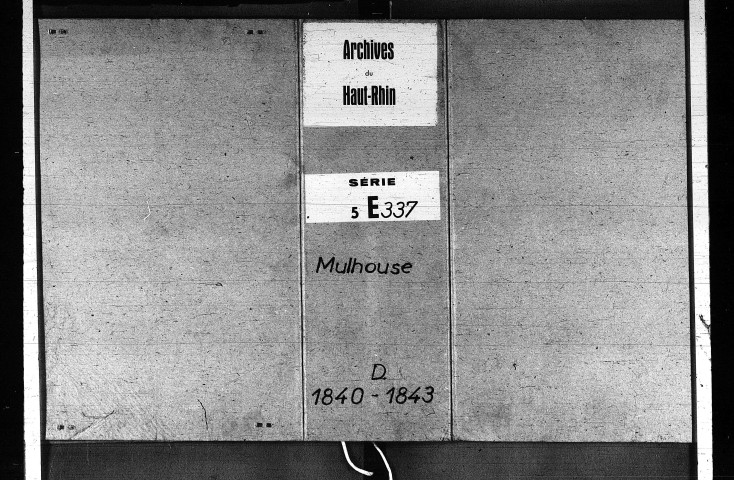 Archives
du
Haut-Rhin
SÉRIE
5 E337
Mulhouse
D
1840 - 1843